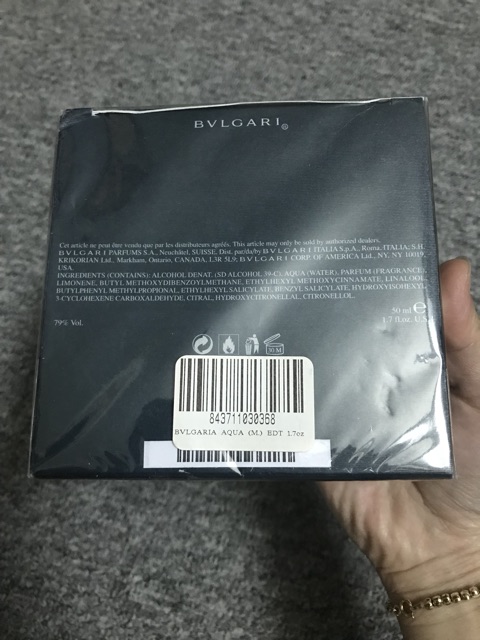 BVLGARI®
Cet article ne peut être vendu que par les distributeurs agréés. This article may only be sold by authorized dealers.
BVLGARI PARFUMS S.A., Neuchâtel, SUISSE, Dist. par/da/by BVLGARI ITALIA S.p.A., Roma, ITALIA; S.H.
KRIKORIAN Ltd., Markham, Ontario, CANADA, L3R 5L9; BVLGARI CORP. OF AMERICA Ltd., NY, NY 10019,
USA.
INGREDIENTS (CONTAINS): ALCOHOL DENAT. (SD ALCOHOL 39-C), AQUA (WATER), PARFUM (FRAGRANCE),
LIMONENE, BUTYL METHOXYDIBENZOYLMETHANE, ETHYLHEXYL METHOXYCINNAMATE, LINALOOL,
BUTYLPHENYL METHYLPROPIONAL, ETHYLHEXYL SALICYLATE, BENZYL SALICYLATE, HYDROXYISOHEXYL
3-CYCLOHEXENE CARBOXALDEHYDE, CITRAL, HYDROXYCITRONELLAL, CITRONELLOL.
50 ml e
79% Vol.
1.7 fl.oz. U.S.
30 M
843711030368
BVLGARIA AQUA (M) EDT 1.7oz